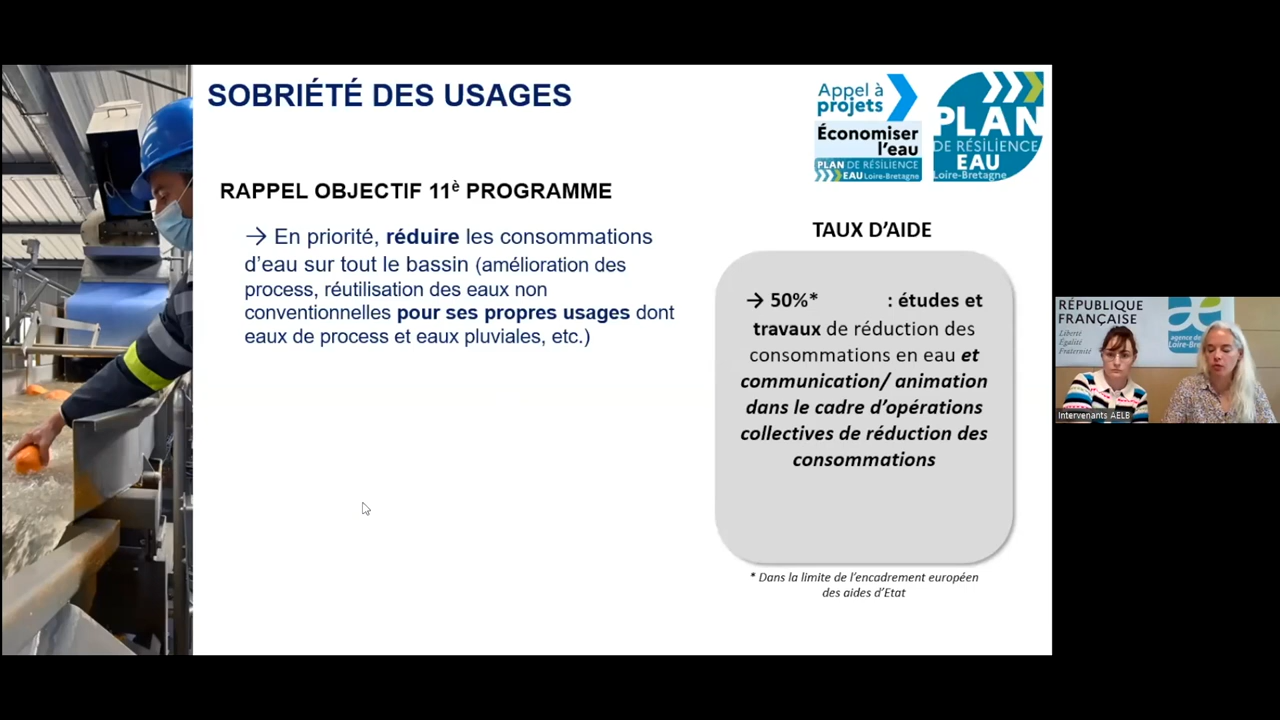 SOBRIÉTÉ DES USAGES
Appel à
projets
Économiser
l'eau
PLAN DE RÉSILIENCE
EAU Loire-Bretagne
PLAN
DE RÉSILIENCE
EAU
Loire-Bretagne
RAPPEL OBJECTIF 11è PROGRAMME
→ En priorité, réduire les consommations
d'eau sur tout le bassin (amélioration des
process, réutilisation des eaux non
conventionnelles pour ses propres usages dont
eaux de process et eaux pluviales, etc.)
TAUX D'AIDE
→ 50%* : études et
travaux de réduction des
consommations en eau et
communication/ animation
dans le cadre d'opérations
collectives de réduction des
consommations
* Dans la limite de l'encadrement européen
des aides d'Etat
RÉPUBLIQUE
FRANÇAISE
Liberté
Égalité
Fraternité
agence de l'eau
Loire-Bre
Intervenants AELB